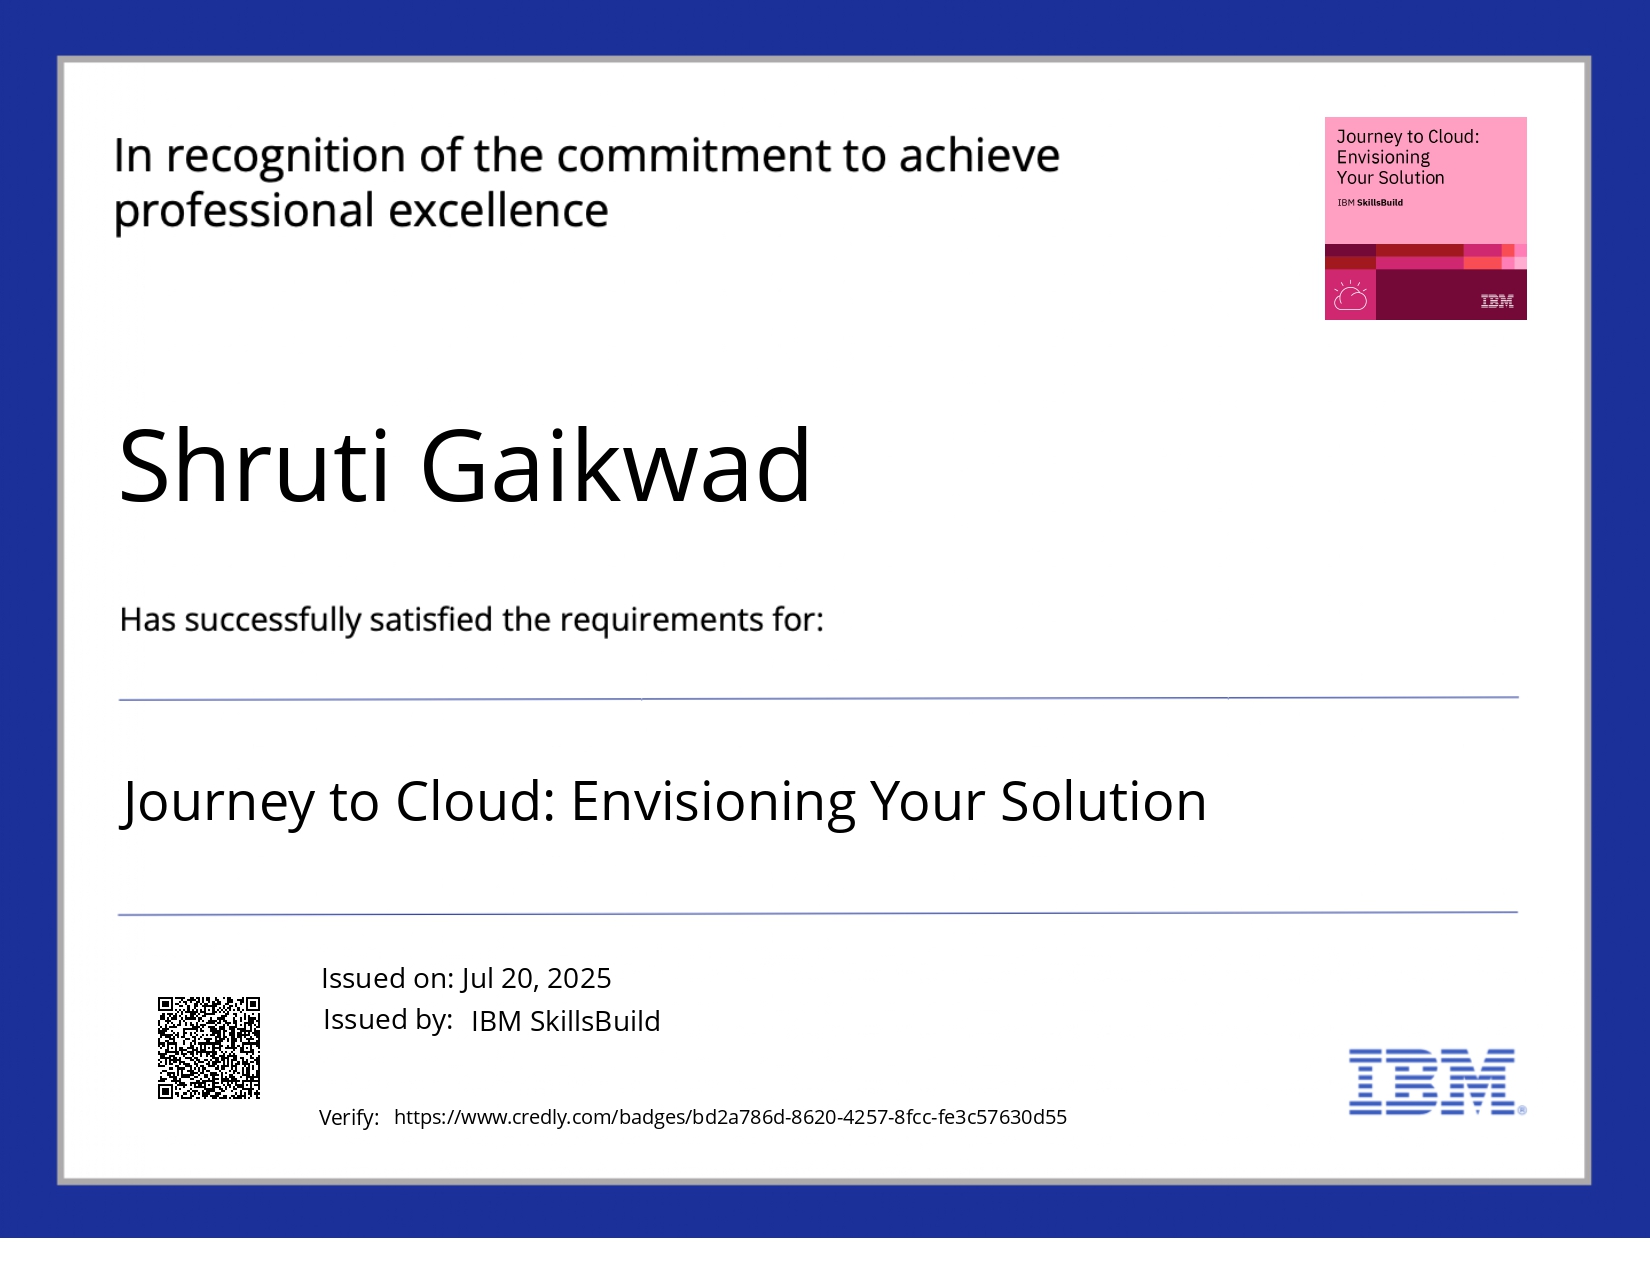 In recognition of the commitment to achieve
professional excellence
Journey to Cloud:
Envisioning
Your Solution
IBM SkillsBuild
IBM
Shruti Gaikwad
Has successfully satisfied the requirements for:
Journey to Cloud: Envisioning Your Solution
Issued on: Jul 20, 2025
Issued by: IBM SkillsBuild
Verify: https://www.credly.com/badges/bd2a786d-8620-4257-8fcc-fe3c57630d55
IBM®